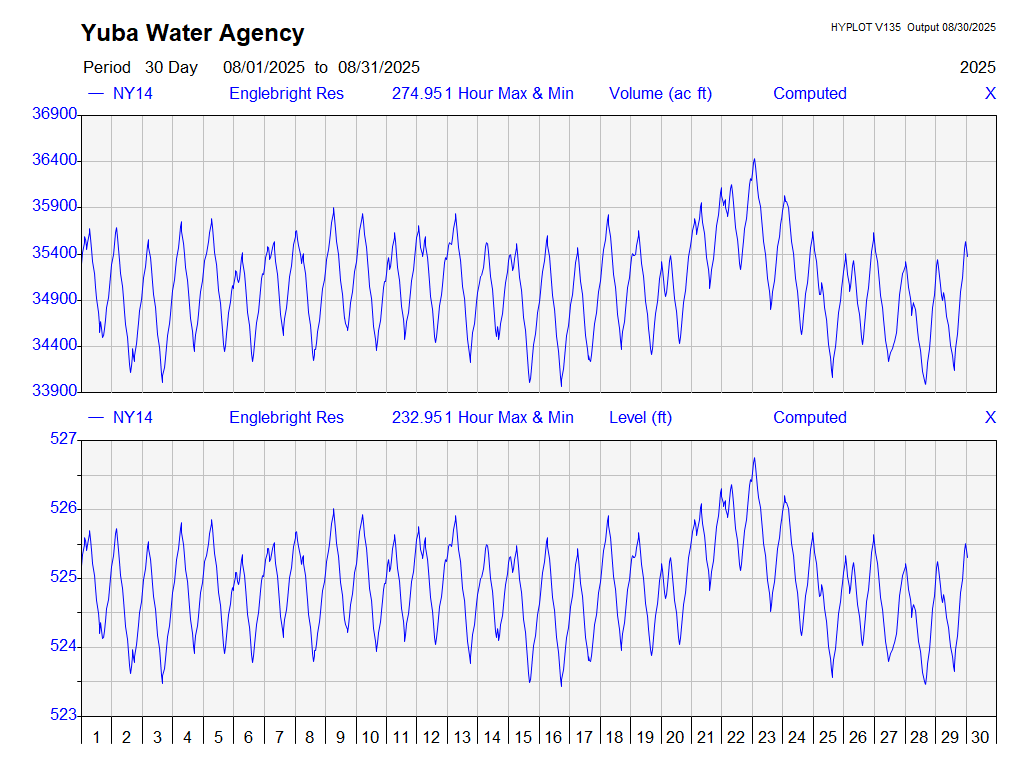 Yuba Water Agency
HYPLOT V135 Output 08/30/2025
Period 30 Day 08/01/2025 to 08/31/2025 2025
— NY14 Englebright Res 274.951 Hour Max & Min Volume (ac ft) Computed X
36900
36400
35900
35400
34900
34400
33900
— NY14 Englebright Res 232.951 Hour Max & Min Level (ft) Computed X
527
526
525
524
523
1 2 3 4 5 6 7 8 9 10 11 12 13 14 15 16 17 18 19 20 21 22 23 24 25 26 27 28 29 30